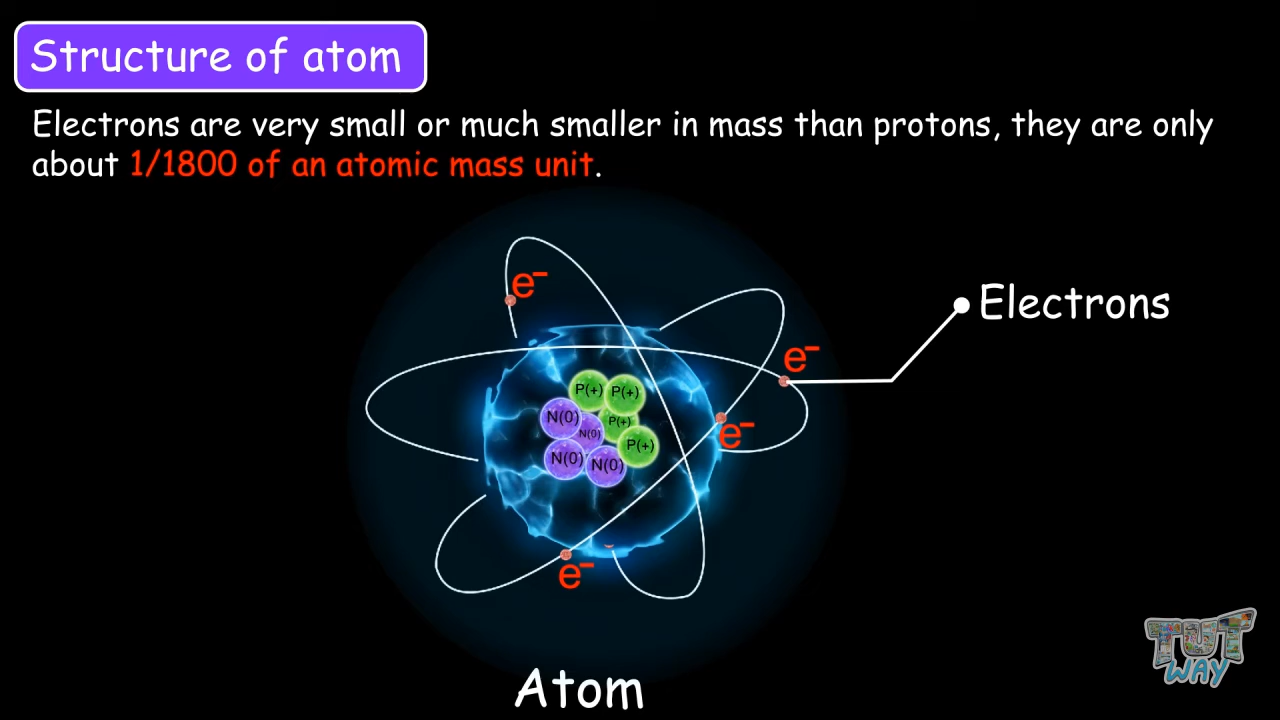 Structure of atom
Electrons are very small or much smaller in mass than protons, they are only
about 1/1800 of an atomic mass unit.
e⁻
Electrons
e⁻
P(+) P(+)
N(0) P(+)
e⁻
N(0)
P(+)
N(0) N(0)
e⁻
TUT
WAY
Atom